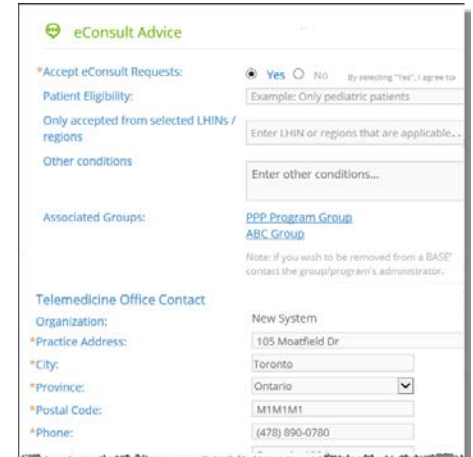 eConsult Advice
*Accept eConsult Requests: Yes No By selecting "Yes", I agree to
Patient Eligibility: Example: Only pediatric patients
Only accepted from selected LHINs / regions Enter LHIN or regions that are applicable..
Other conditions Enter other conditions...
Associated Groups: PPP Program Group
ABC Group
Note: if you wish to be removed from a BASE™
contact the group/program's administrator.
Telemedicine Office Contact
Organization: New System
*Practice Address: 105 Moatfield Dr
*City: Toronto
*Province: Ontario
*Postal Code: M1M1M1
*Phone: (478) 890-0780